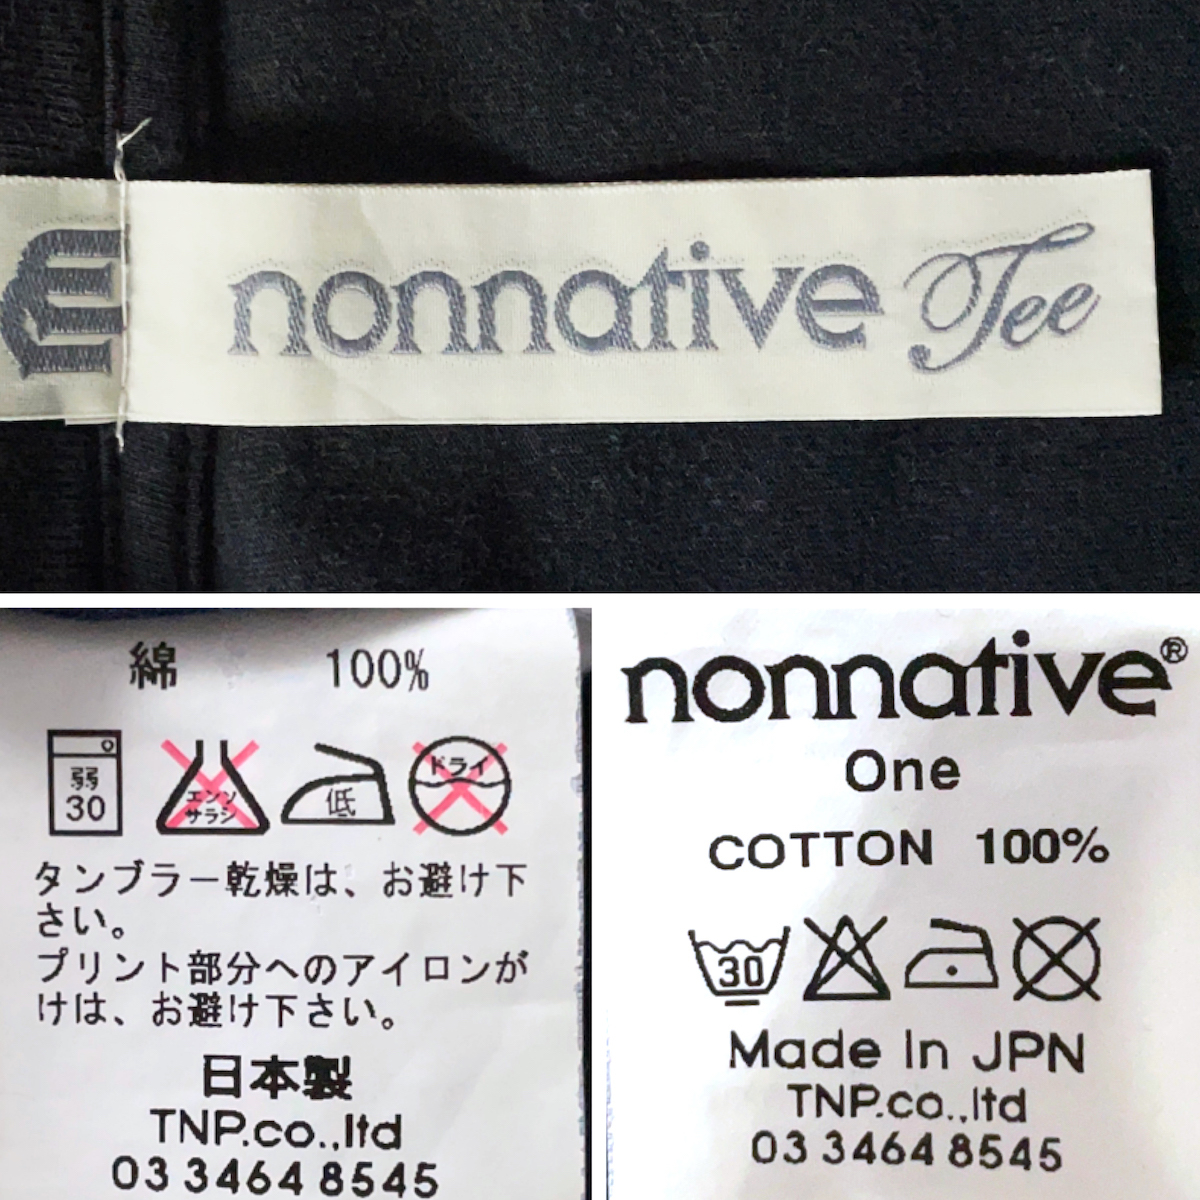 nonnative Tee
綿 100%
弱
30
エンソ
サラシ
低
ドライ
タンブラー乾燥は、お避け下
さい。
プリント部分へのアイロンが
けは、お避け下さい。
日本製
TNP.co.,ltd
03 3464 8545
nonnative®
One
COTTON 100%
30
Made In JPN
TNP.co.,ltd
03 3464 8545